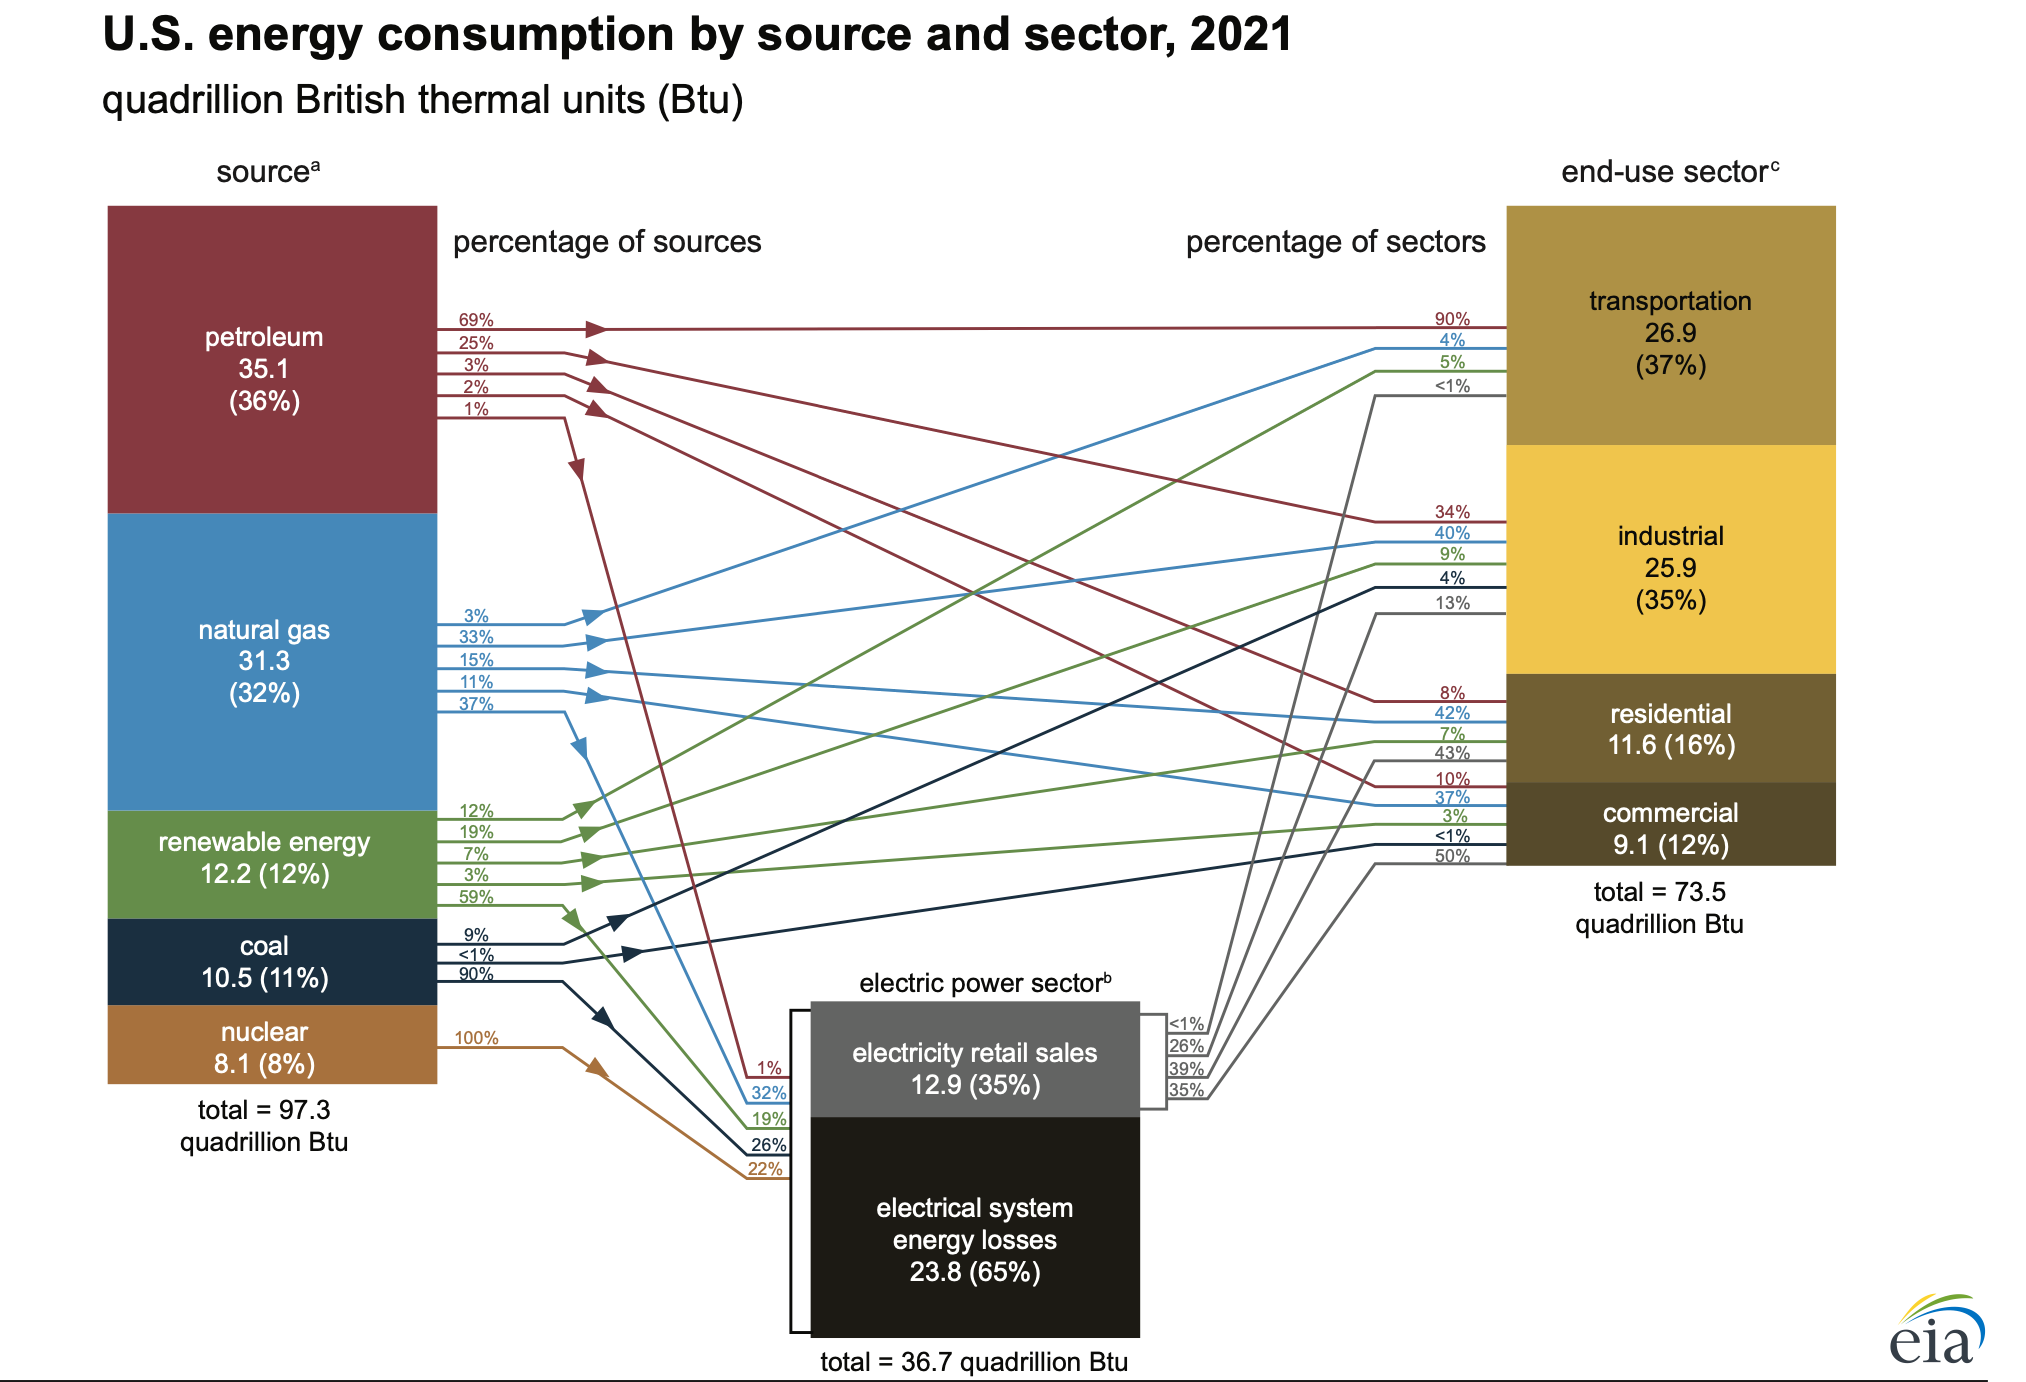 U.S. energy consumption by source and sector, 2021
quadrillion British thermal units (Btu)
sourceᵃ
end-use sectorᶜ
percentage of sources
percentage of sectors
petroleum
35.1
(36%)
69%
25%
3%
2%
1%
natural gas
31.3
(32%)
3%
33%
15%
11%
37%
renewable energy
12.2 (12%)
12%
19%
7%
3%
59%
coal
10.5 (11%)
9%
<1%
90%
nuclear
8.1 (8%)
100%
total = 97.3
quadrillion Btu
electric power sectorᵇ
1%
32%
19%
26%
22%
electricity retail sales
12.9 (35%)
electrical system
energy losses
23.8 (65%)
total = 36.7 quadrillion Btu
<1%
26%
39%
35%
90%
4%
5%
<1%
transportation
26.9
(37%)
34%
40%
9%
4%
13%
industrial
25.9
(35%)
8%
42%
7%
43%
residential
11.6 (16%)
10%
37%
3%
<1%
50%
commercial
9.1 (12%)
total = 73.5
quadrillion Btu
eia